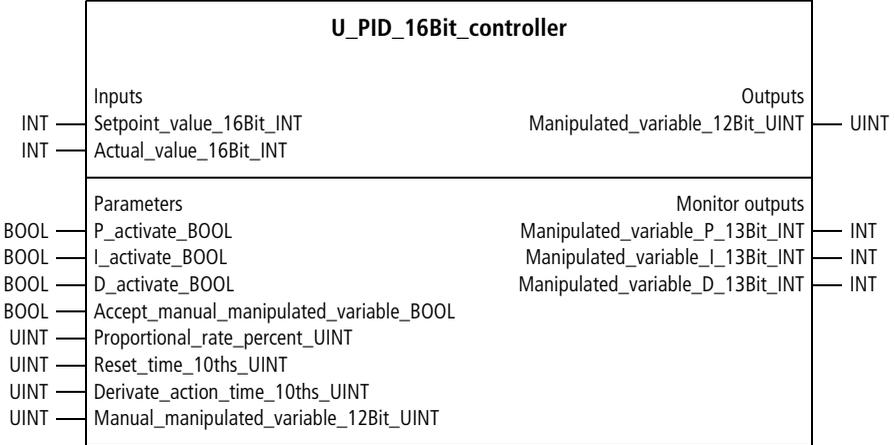 U_PID_16Bit_controller
Inputs Outputs
INT Setpoint_value_16Bit_INT Manipulated_variable_12Bit_UINT UINT
INT Actual_value_16Bit_INT
Parameters Monitor outputs
BOOL P_activate_BOOL Manipulated_variable_P_13Bit_INT INT
BOOL I_activate_BOOL Manipulated_variable_I_13Bit_INT INT
BOOL D_activate_BOOL Manipulated_variable_D_13Bit_INT INT
BOOL Accept_manual_manipulated_variable_BOOL
UINT Proportional_rate_percent_UINT
UINT Reset_time_10ths_UINT
UINT Derivate_action_time_10ths_UINT
UINT Manual_manipulated_variable_12Bit_UINT